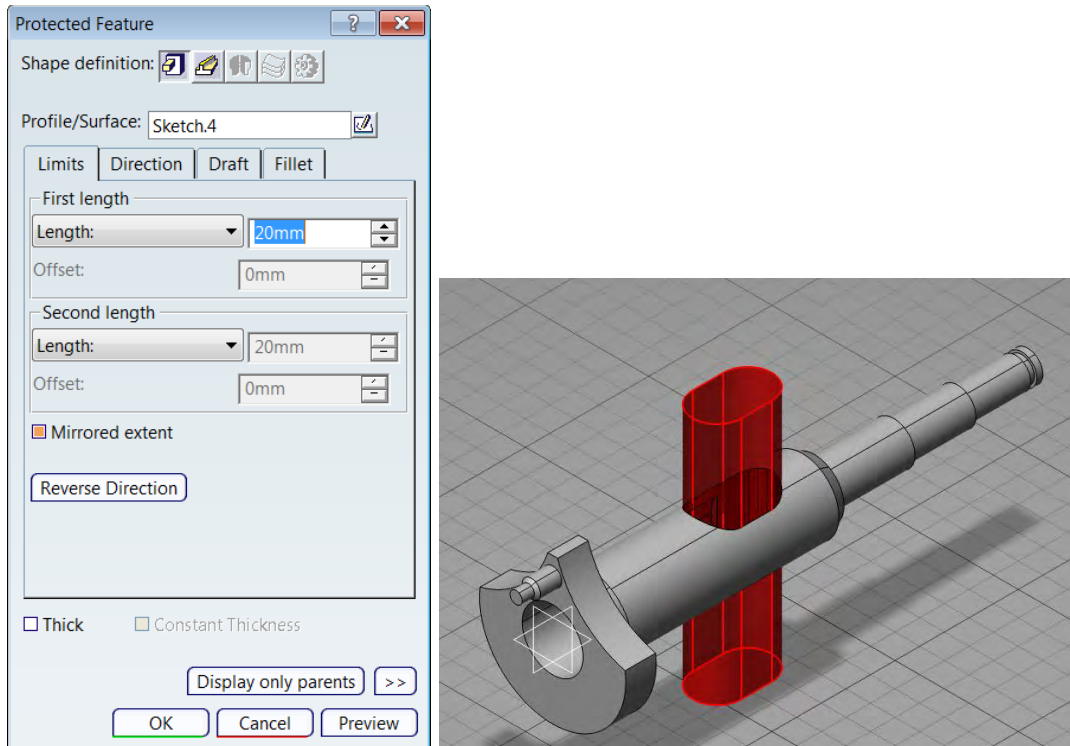 Protected Feature
Shape definition:
Profile/Surface: Sketch.4
Limits Direction Draft Fillet
First length
Length: 20mm
Offset: 0mm
Second length
Length: 20mm
Offset: 0mm
Mirrored extent
Reverse Direction
Thick Constant Thickness
Display only parents >>
OK Cancel Preview